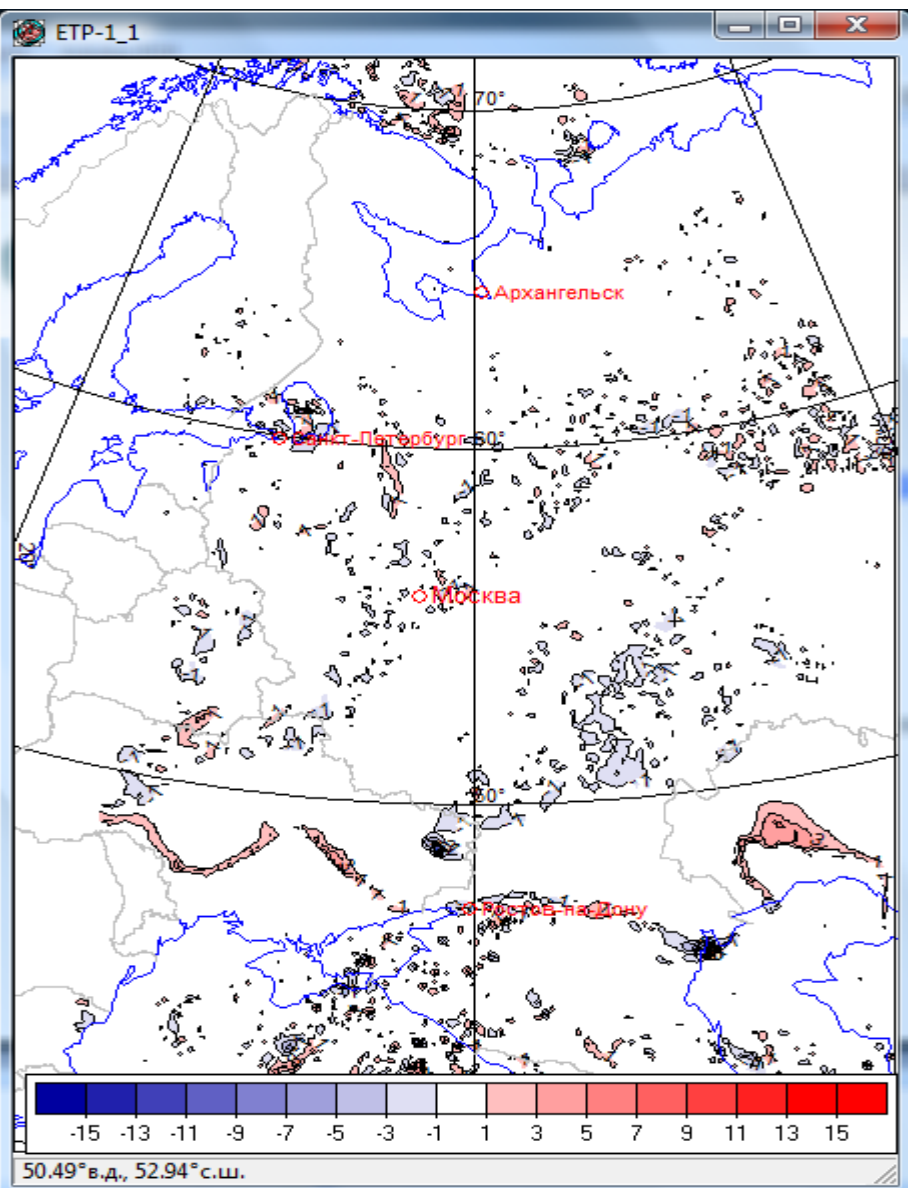 ETP-1_1
70°
Архангельск
Санкт-Петербург 60°
20°
Москва
50°
Ростов-на-Дону
-15 -13 -11 -9 -7 -5 -3 -1 1 3 5 7 9 11 13 15
50.49°в.д., 52.94°с.ш.